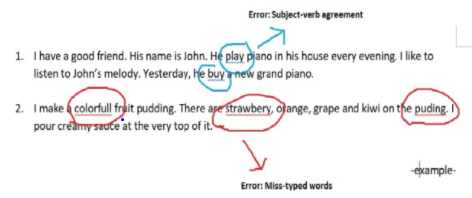 Error: Subject-verb agreement
1. I have a good friend. His name is John. He play piano in his house every evening. I like to
listen to John's melody. Yesterday, he buy a new grand piano.
2. I make a colorfull fruit pudding. There are strawbery, orange, grape and kiwi on the puding. I
pour creamy sauce at the very top of it.
-example-
Error: Miss-typed words